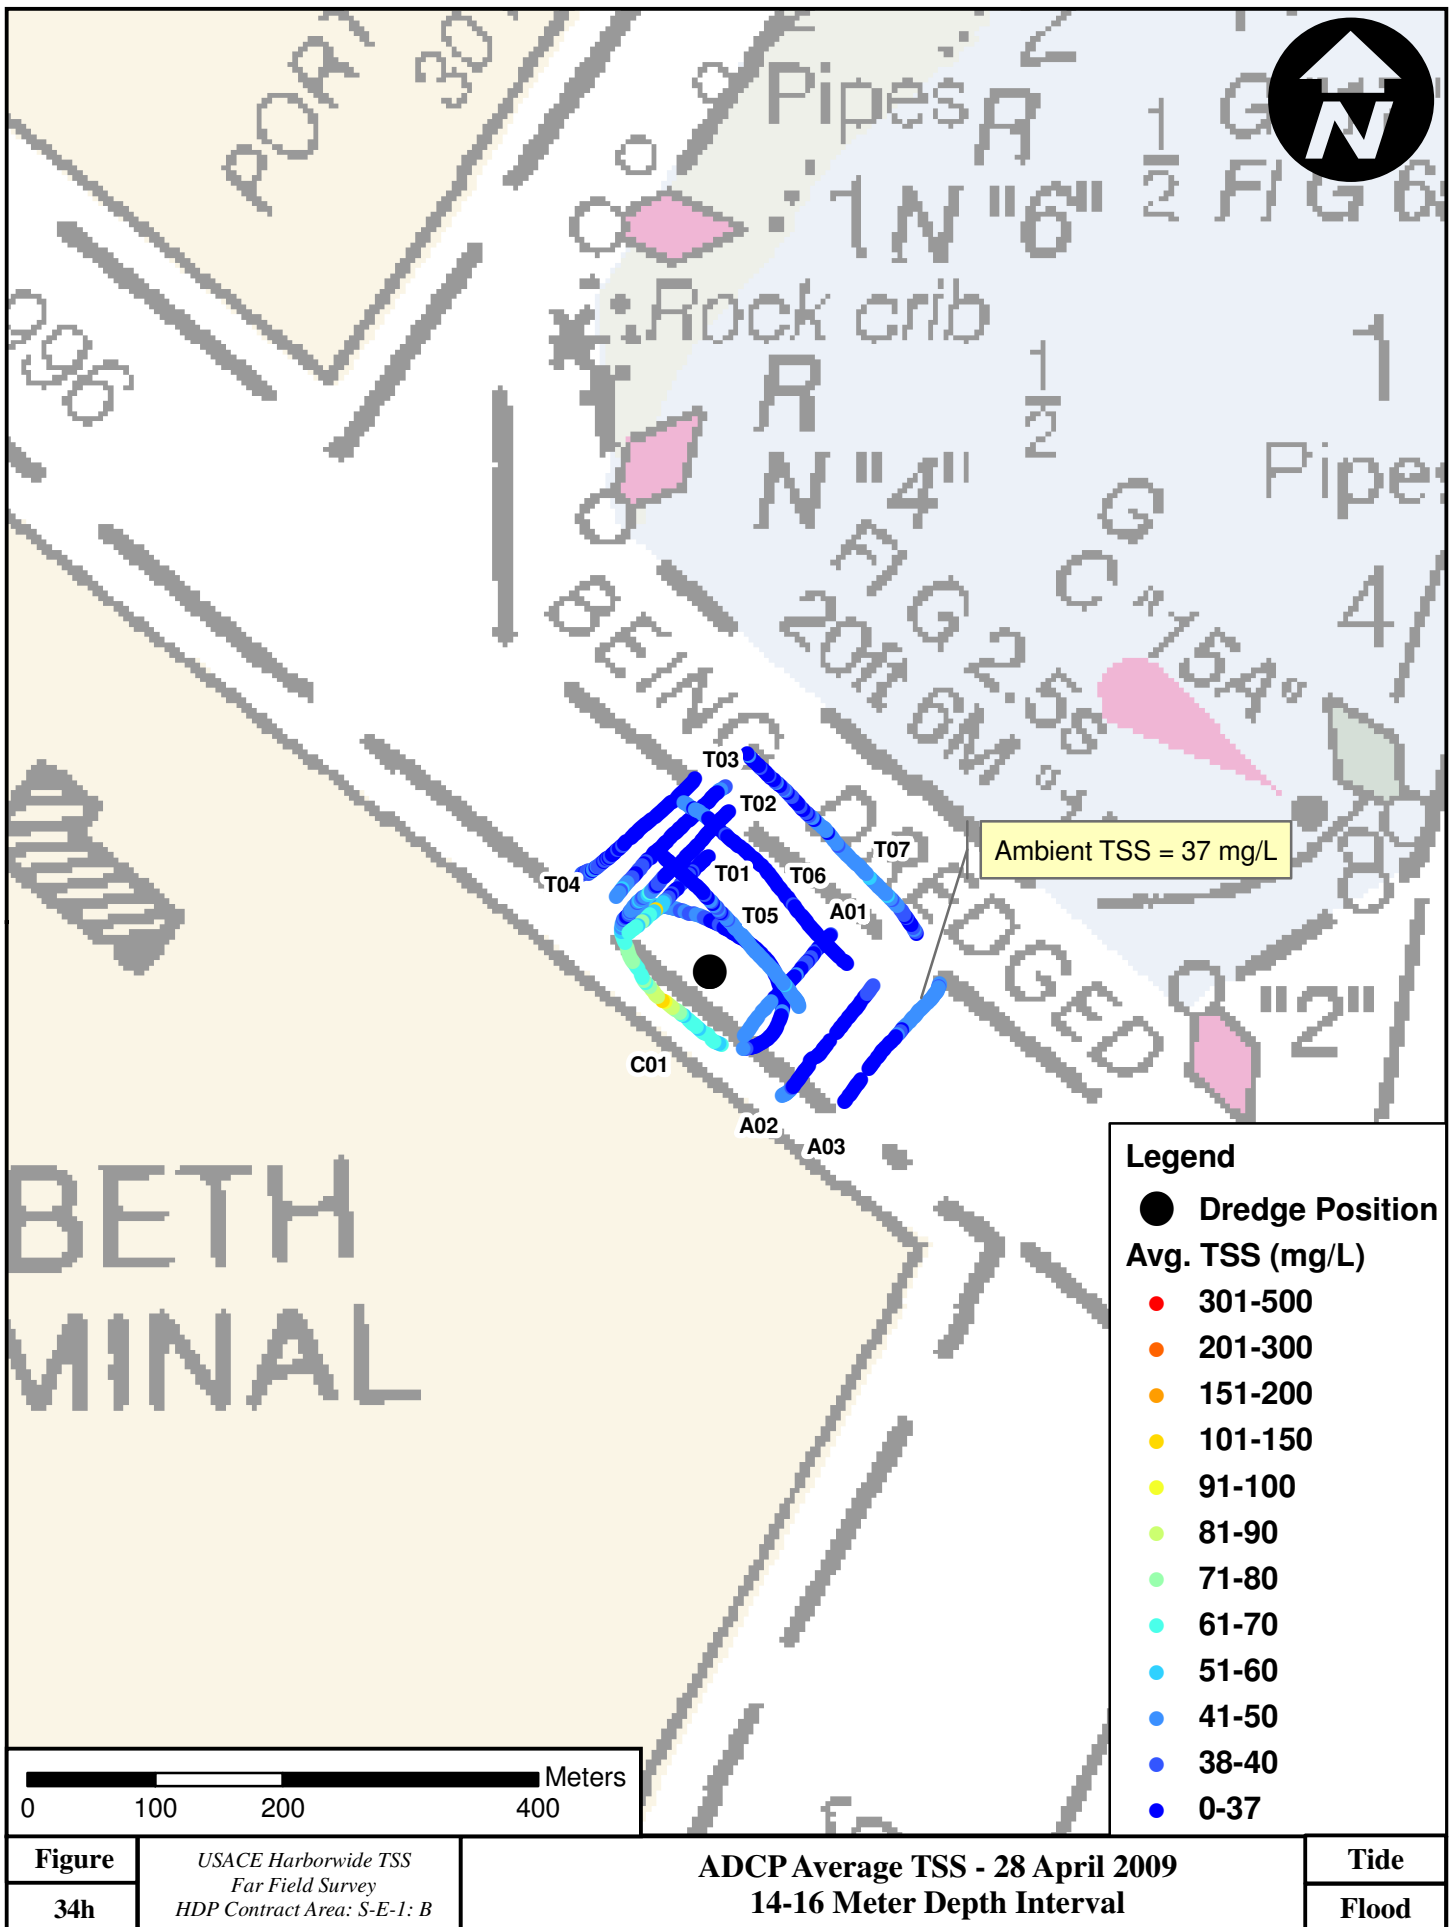 PORT
30
Pipes
R
1/2
G
N
1
N "6"
Fl G 6
Rock crib
996
R
1/2
1
N "4"
Pipes
G
C "15A"
4
Fl G 2.5s
20ft 6M
BEING DREDGED
T03
T02
T07
T01
T06
T04
T05
A01
Ambient TSS = 37 mg/L
"2"
C01
A02
A03
BETH
MINAL
Legend
Dredge Position
Avg. TSS (mg/L)
301-500
201-300
151-200
101-150
91-100
81-90
71-80
61-70
51-60
41-50
38-40
0-37
Meters
0 100 200 400
Figure
34h
USACE Harborwide TSS
Far Field Survey
HDP Contract Area: S-E-1: B
ADCP Average TSS - 28 April 2009
14-16 Meter Depth Interval
Tide
Flood